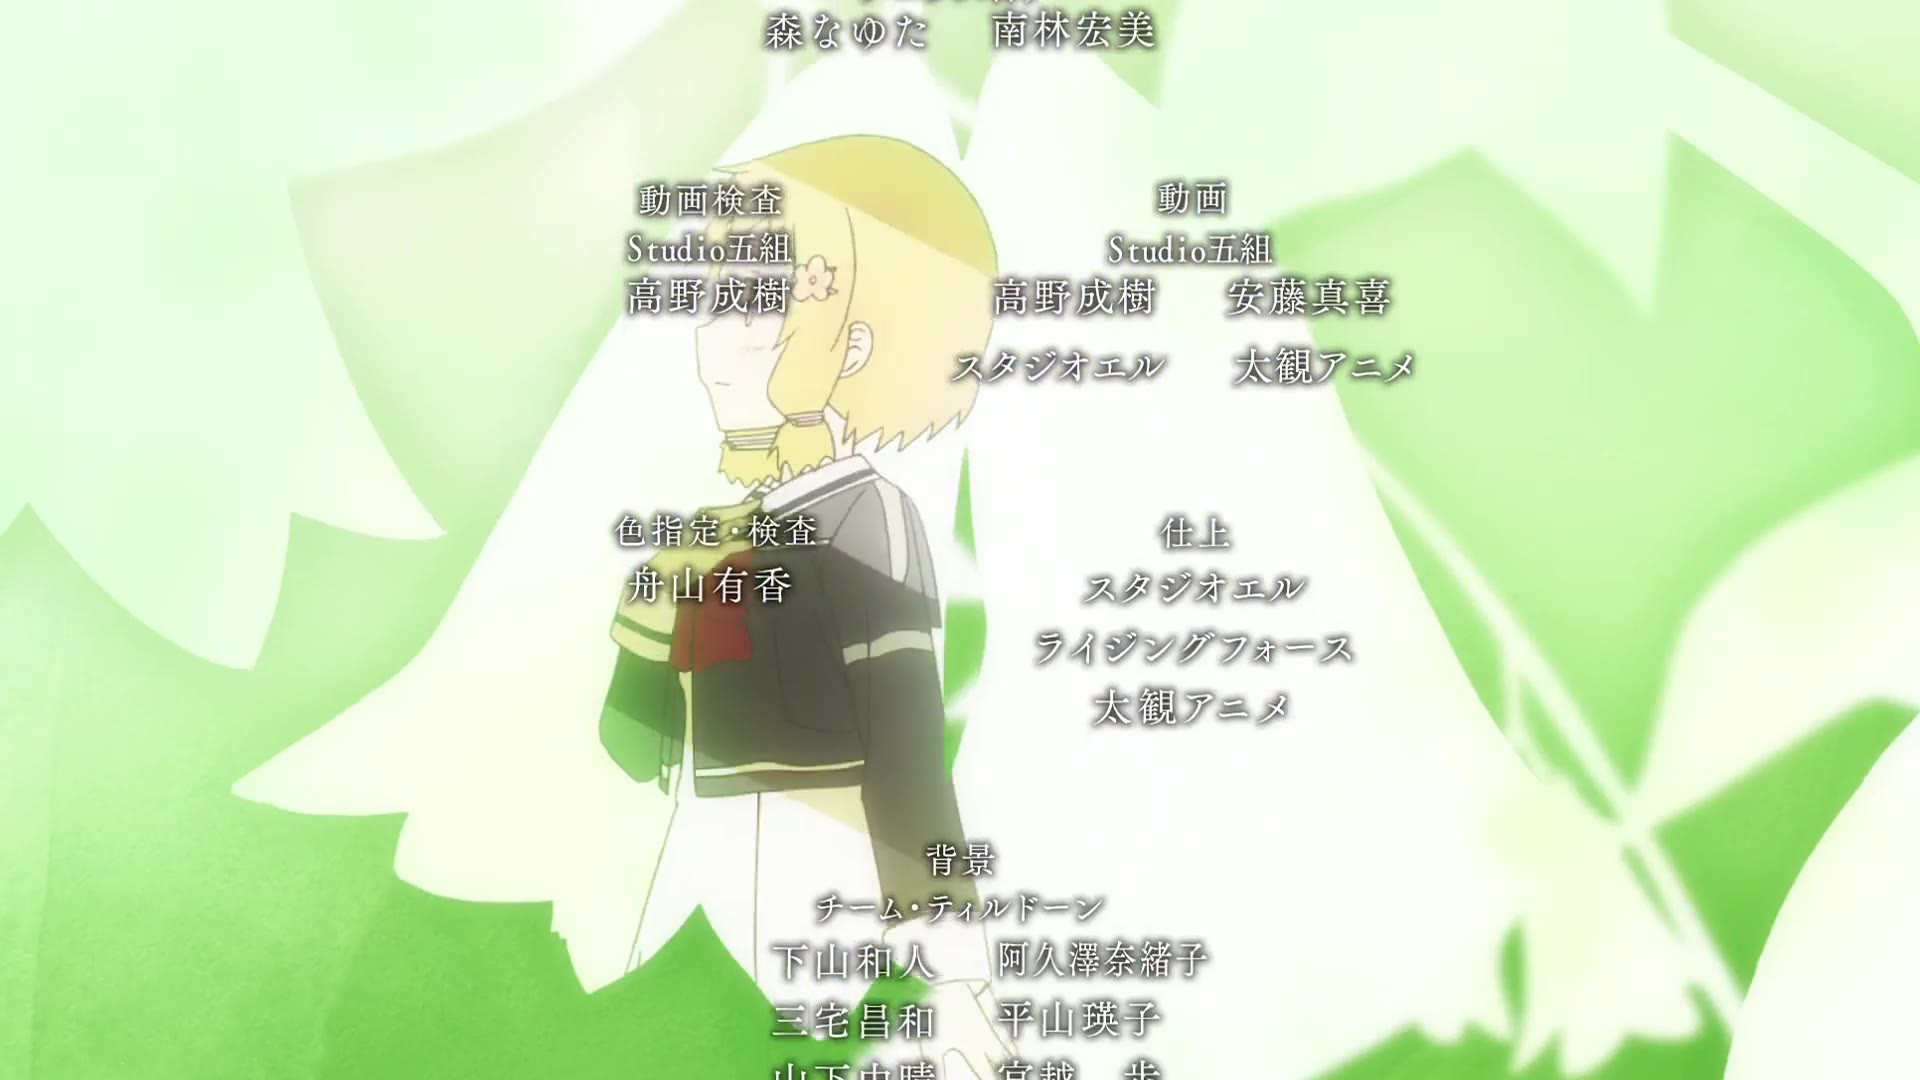 森なゆた　南林宏美
動画検査　動画
Studio五組　Studio五組
高野成樹　高野成樹　安藤真喜
スタジオエル　太観アニメ
色指定・検査　仕上
舟山有香　スタジオエル
ライジングフォース
太観アニメ
背景
チーム・ティルドーン
下山和人　阿久澤奈緒子
三宅昌和　平山瑛子